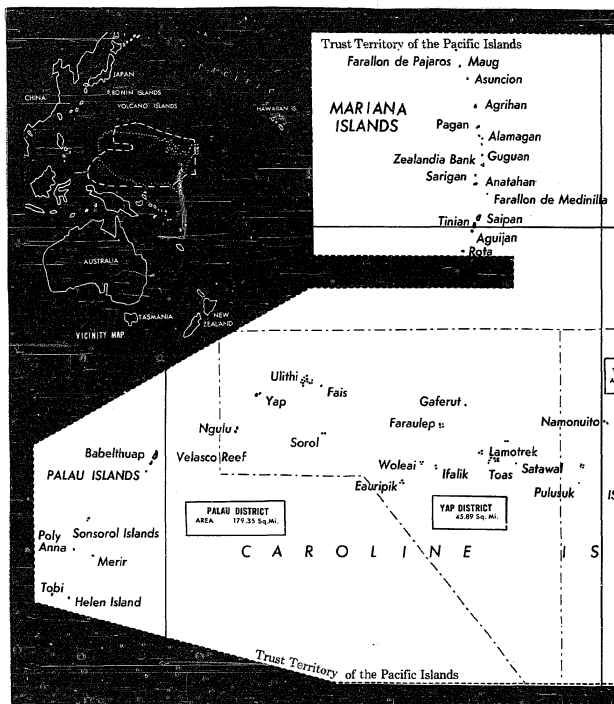 JAPAN
CHINA
BONIN ISLANDS
VOLCANO ISLANDS
PACIFIC
HAWAIIAN IS.
AUSTRALIA
TASMANIA
NEW
ZEALAND
VICINITY MAP
Trust Territory of the Pacific Islands
Farallon de Pajaros
Maug
Asuncion
MARIANA
ISLANDS
Agrihan
Pagan
Alamagan
Zealandia Bank
Guguan
Sarigan
Anatahan
Farallon de Medinilla
Tinian
Saipan
Aguijan
Rota
Ulithi
Fais
Yap
Gaferut
Ngulu
Faraulep
Namonuito
Sorol
Babelthuap
Velasco Reef
Lamotrek
PALAU ISLANDS
Woleai
Ifalik
Toas
Satawal
Eauripik
Pulusuk
IS
PALAU DISTRICT
AREA 179.35 Sq.Mi.
YAP DISTRICT
45.89 Sq. Mi.
Sonsorol Islands
Poly
Anna
Merir
CAROLINE IS
Tobi
Helen Island
Trust Territory of the Pacific Islands